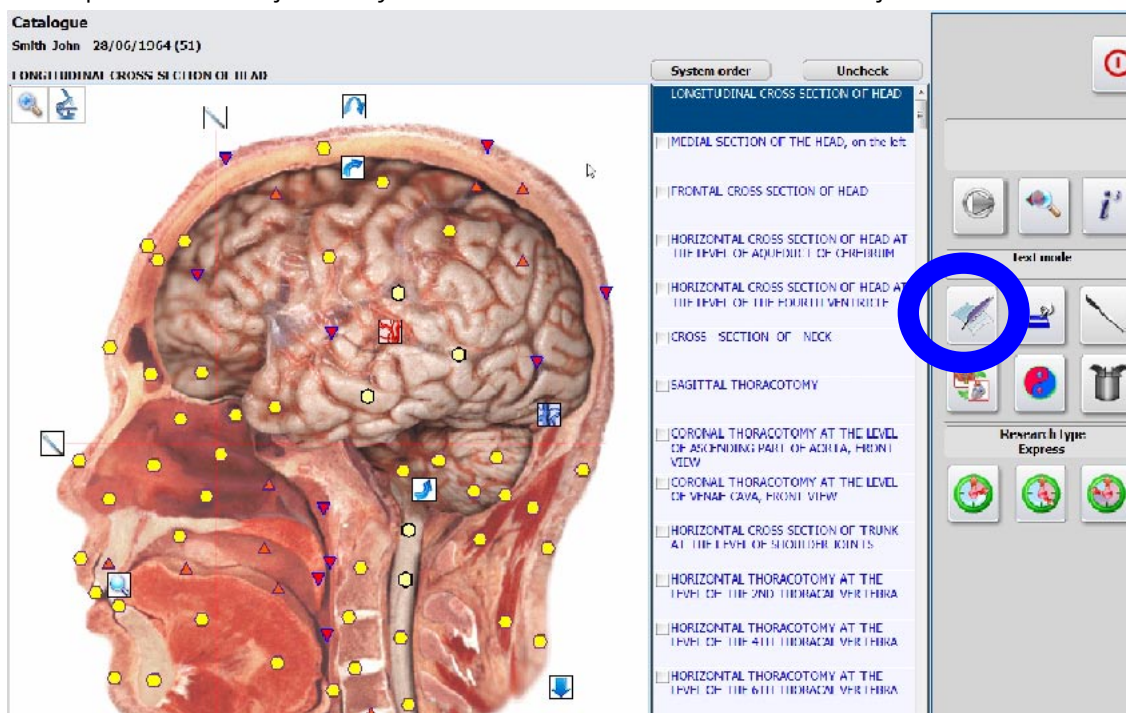 Catalogue
Smith John 28/06/1964 (51)
LONGITUDINAL CROSS SECTION OF HEAD
System order
Uncheck
LONGITUDINAL CROSS SECTION OF HEAD
MEDIAL SECTION OF THE HEAD, on the left
FRONTAL CROSS SECTION OF HEAD
HORIZONTAL CROSS SECTION OF HEAD AT
THE LEVEL OF AQUEDUCT OF CEREBRUM
HORIZONTAL CROSS SECTION OF HEAD AT
THE LEVEL OF THE FOURTH VENTRICLE
CROSS SECTION OF NECK
SAGITTAL THORACOTOMY
CORONAL THORACOTOMY AT THE LEVEL
OF ASCENDING PART OF AORTA, FRONT
VIEW
CORONAL THORACOTOMY AT THE LEVEL
OF VENAE CAVA, FRONT VIEW
HORIZONTAL CROSS SECTION OF TRUNK
AT THE LEVEL OF SHOULDER JOINTS
HORIZONTAL THORACOTOMY AT THE
LEVEL OF THE 2ND THORACAL VERTEBRA
HORIZONTAL THORACOTOMY AT THE
LEVEL OF THE 4TH THORACAL VERTEBRA
HORIZONTAL THORACOTOMY AT THE
LEVEL OF THE 6TH THORACAL VERTEBRA
i³
Text mode
Research type
Express